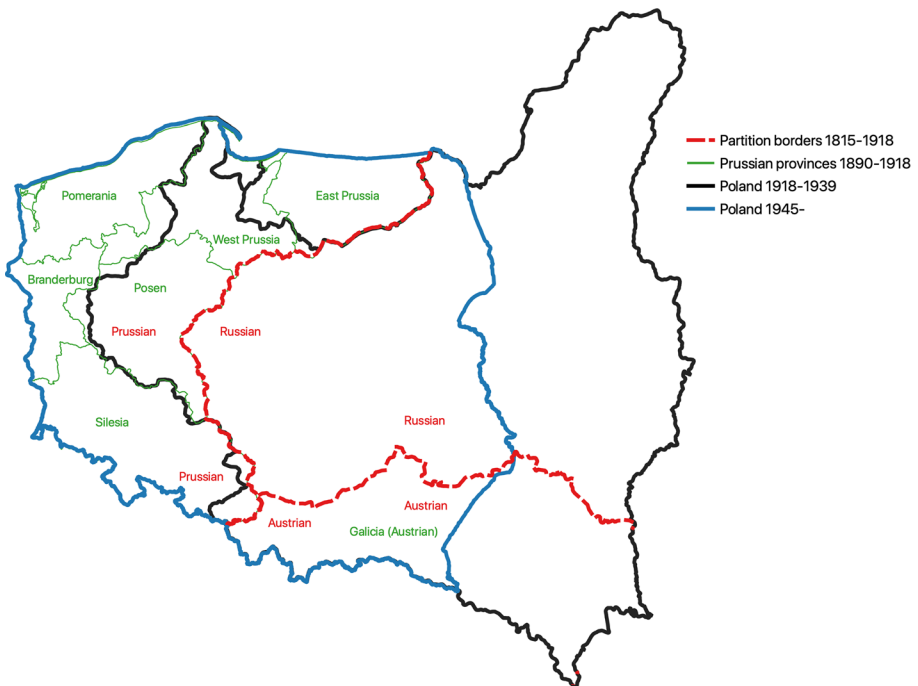 Partition borders 1815-1918
Prussian provinces 1890-1918
Poland 1918-1939
Poland 1945-
Pomerania
East Prussia
West Prussia
Branderburg
Posen
Prussian
Russian
Silesia
Russian
Prussian
Austrian
Austrian
Galicia (Austrian)